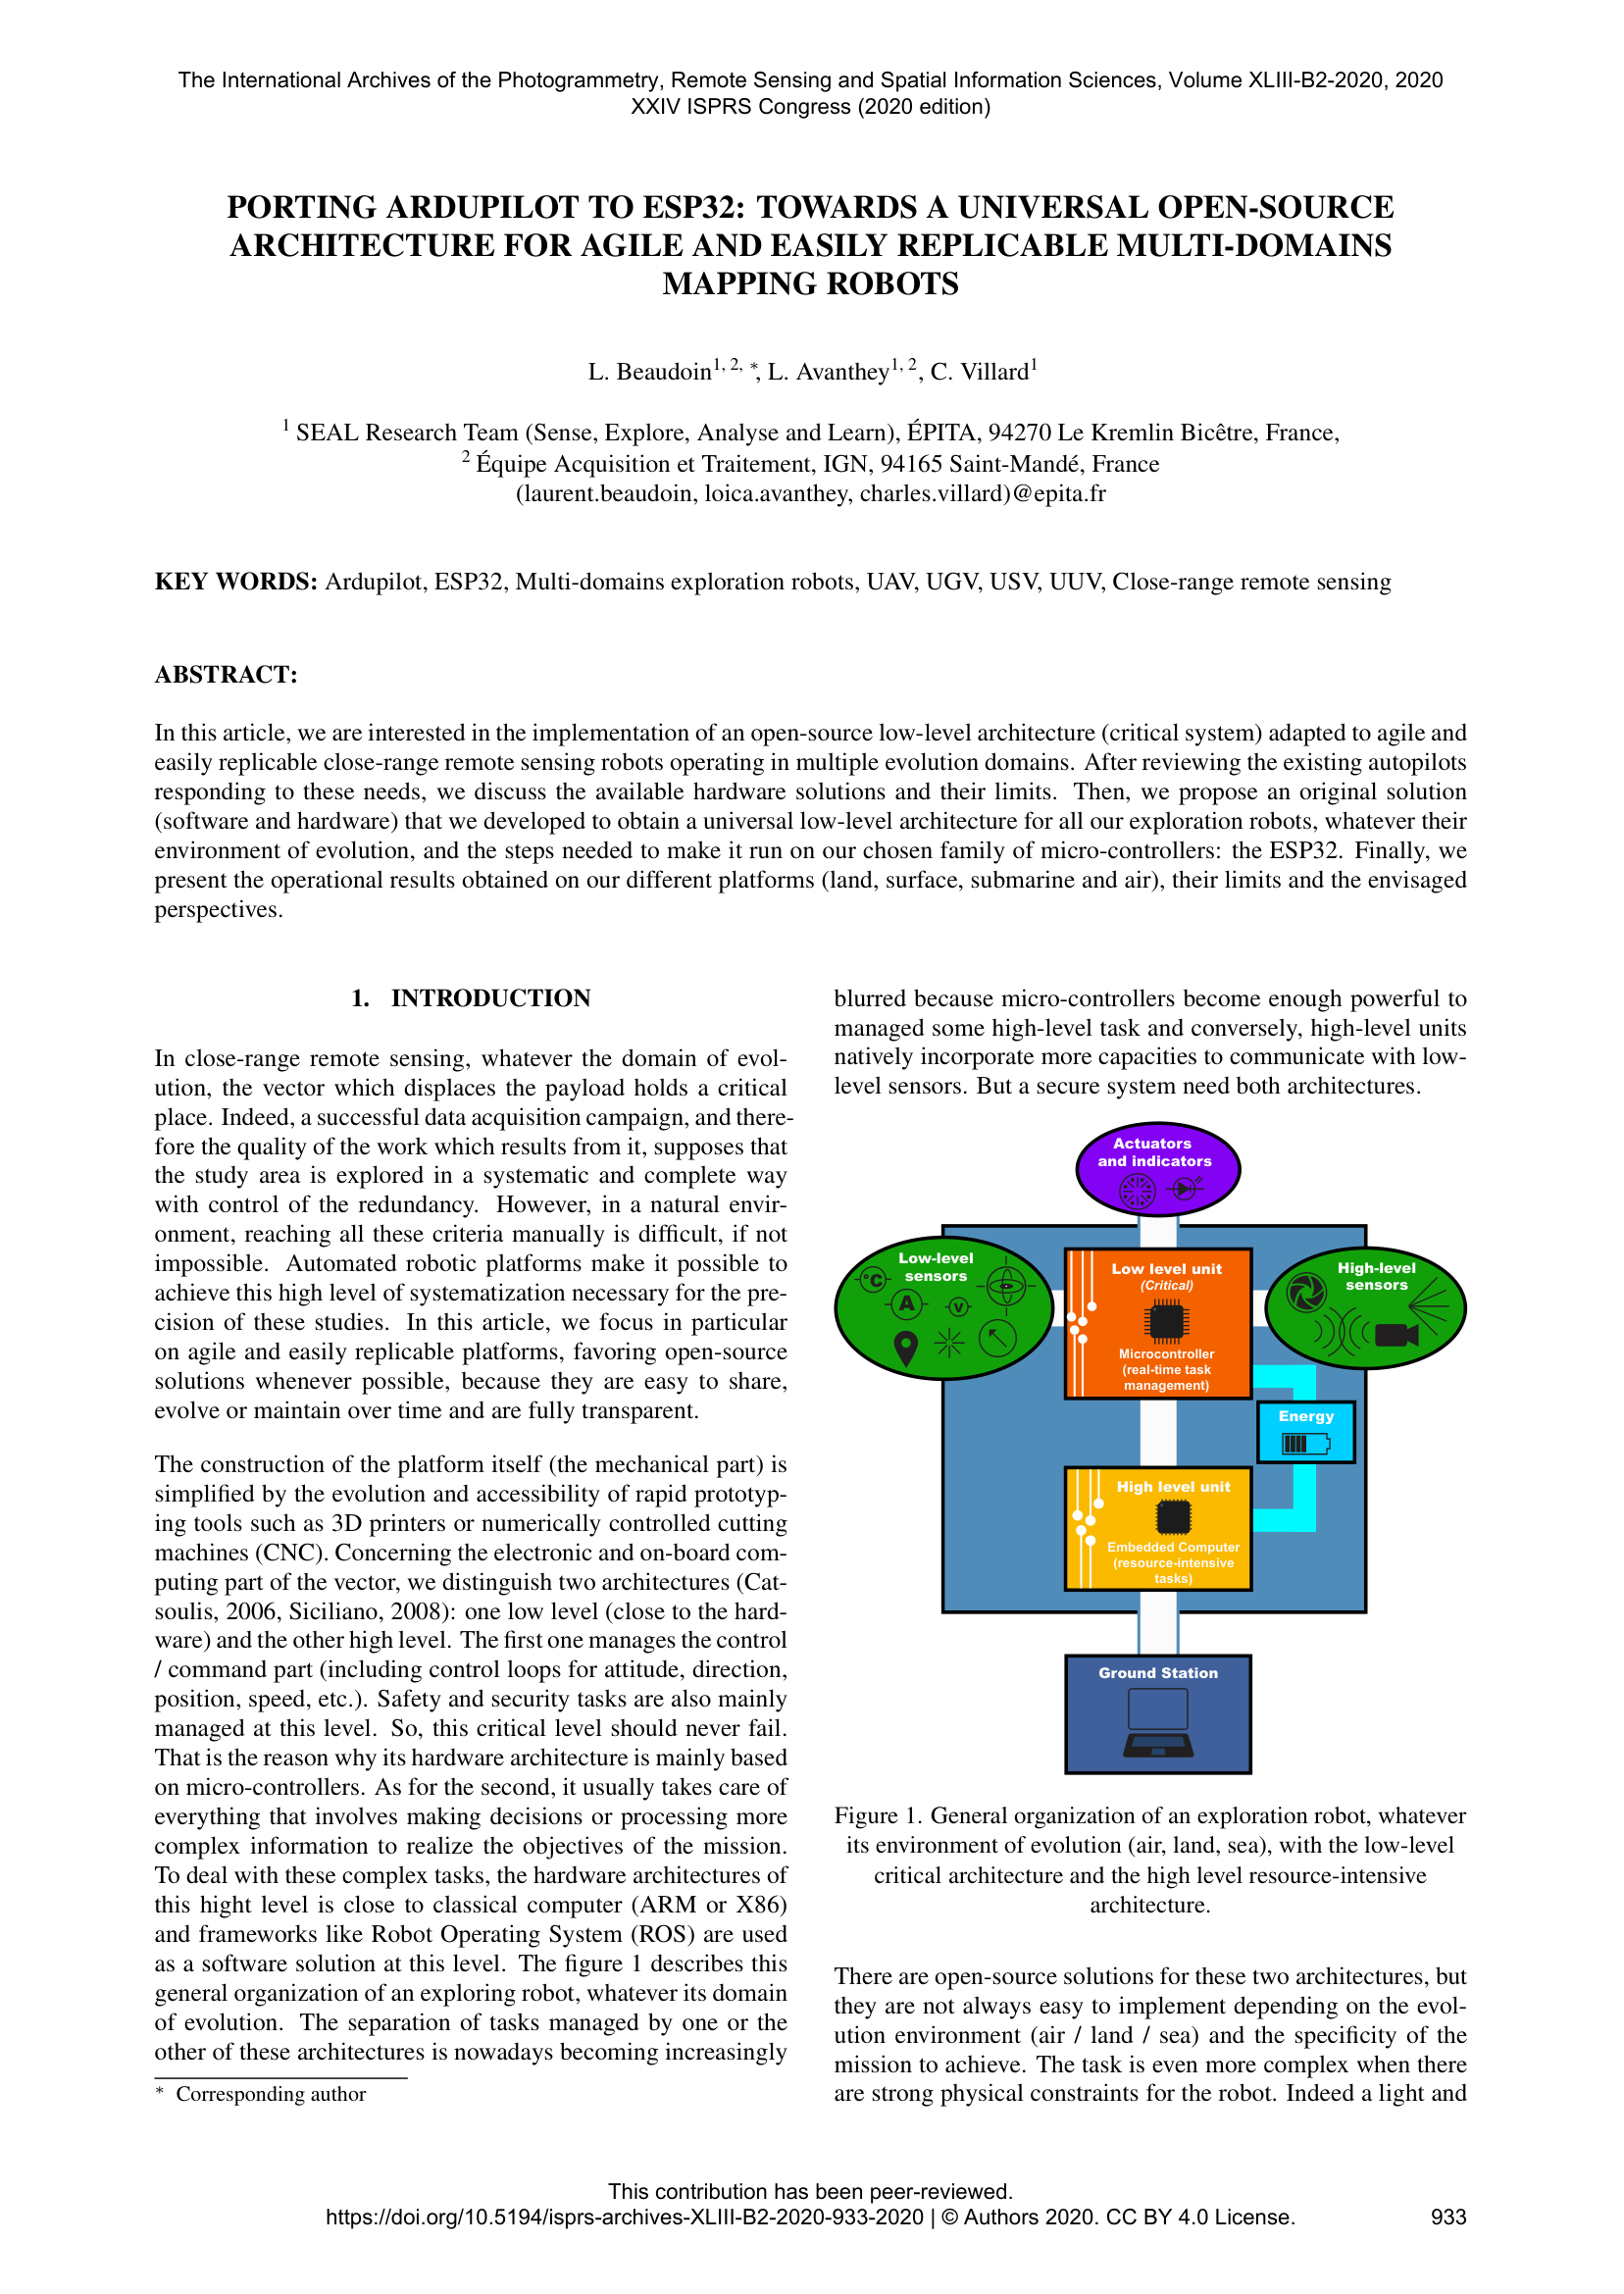 The International Archives of the Photogrammetry, Remote Sensing and Spatial Information Sciences, Volume XLIII-B2-2020, 2020
XXIV ISPRS Congress (2020 edition)
PORTING ARDUPILOT TO ESP32: TOWARDS A UNIVERSAL OPEN-SOURCE
ARCHITECTURE FOR AGILE AND EASILY REPLICABLE MULTI-DOMAINS
MAPPING ROBOTS
L. Beaudoin1, 2, *, L. Avanthey1, 2, C. Villard1
1 SEAL Research Team (Sense, Explore, Analyse and Learn), ÉPITA, 94270 Le Kremlin Bicêtre, France,
2 Équipe Acquisition et Traitement, IGN, 94165 Saint-Mandé, France
(laurent.beaudoin, loica.avanthey, charles.villard)@epita.fr
KEY WORDS: Ardupilot, ESP32, Multi-domains exploration robots, UAV, UGV, USV, UUV, Close-range remote sensing
ABSTRACT:
In this article, we are interested in the implementation of an open-source low-level architecture (critical system) adapted to agile and
easily replicable close-range remote sensing robots operating in multiple evolution domains. After reviewing the existing autopilots
responding to these needs, we discuss the available hardware solutions and their limits. Then, we propose an original solution
(software and hardware) that we developed to obtain a universal low-level architecture for all our exploration robots, whatever their
environment of evolution, and the steps needed to make it run on our chosen family of micro-controllers: the ESP32. Finally, we
present the operational results obtained on our different platforms (land, surface, submarine and air), their limits and the envisaged
perspectives.
1. INTRODUCTION
In close-range remote sensing, whatever the domain of evol-
ution, the vector which displaces the payload holds a critical
place. Indeed, a successful data acquisition campaign, and there-
fore the quality of the work which results from it, supposes that
the study area is explored in a systematic and complete way
with control of the redundancy. However, in a natural envir-
onment, reaching all these criteria manually is difficult, if not
impossible. Automated robotic platforms make it possible to
achieve this high level of systematization necessary for the pre-
cision of these studies. In this article, we focus in particular
on agile and easily replicable platforms, favoring open-source
solutions whenever possible, because they are easy to share,
evolve or maintain over time and are fully transparent.
The construction of the platform itself (the mechanical part) is
simplified by the evolution and accessibility of rapid prototyp-
ing tools such as 3D printers or numerically controlled cutting
machines (CNC). Concerning the electronic and on-board com-
puting part of the vector, we distinguish two architectures (Cat-
soulis, 2006, Siciliano, 2008): one low level (close to the hard-
ware) and the other high level. The first one manages the control
/ command part (including control loops for attitude, direction,
position, speed, etc.). Safety and security tasks are also mainly
managed at this level. So, this critical level should never fail.
That is the reason why its hardware architecture is mainly based
on micro-controllers. As for the second, it usually takes care of
everything that involves making decisions or processing more
complex information to realize the objectives of the mission.
To deal with these complex tasks, the hardware architectures of
this hight level is close to classical computer (ARM or X86)
and frameworks like Robot Operating System (ROS) are used
as a software solution at this level. The figure 1 describes this
general organization of an exploring robot, whatever its domain
of evolution. The separation of tasks managed by one or the
other of these architectures is nowadays becoming increasingly
* Corresponding author
blurred because micro-controllers become enough powerful to
managed some high-level task and conversely, high-level units
natively incorporate more capacities to communicate with low-
level sensors. But a secure system need both architectures.
Actuators
and indicators
Low-level
sensors
°C
A
V
Low level unit
(Critical)
Microcontroller
(real-time task
management)
High-level
sensors
Energy
High level unit
Embedded Computer
(resource-intensive
tasks)
Ground Station
Figure 1. General organization of an exploration robot, whatever
its environment of evolution (air, land, sea), with the low-level
critical architecture and the high level resource-intensive
architecture.
There are open-source solutions for these two architectures, but
they are not always easy to implement depending on the evol-
ution environment (air / land / sea) and the specificity of the
mission to achieve. The task is even more complex when there
are strong physical constraints for the robot. Indeed a light and
This contribution has been peer-reviewed.
https://doi.org/10.5194/isprs-archives-XLIII-B2-2020-933-2020 | © Authors 2020. CC BY 4.0 License.
933